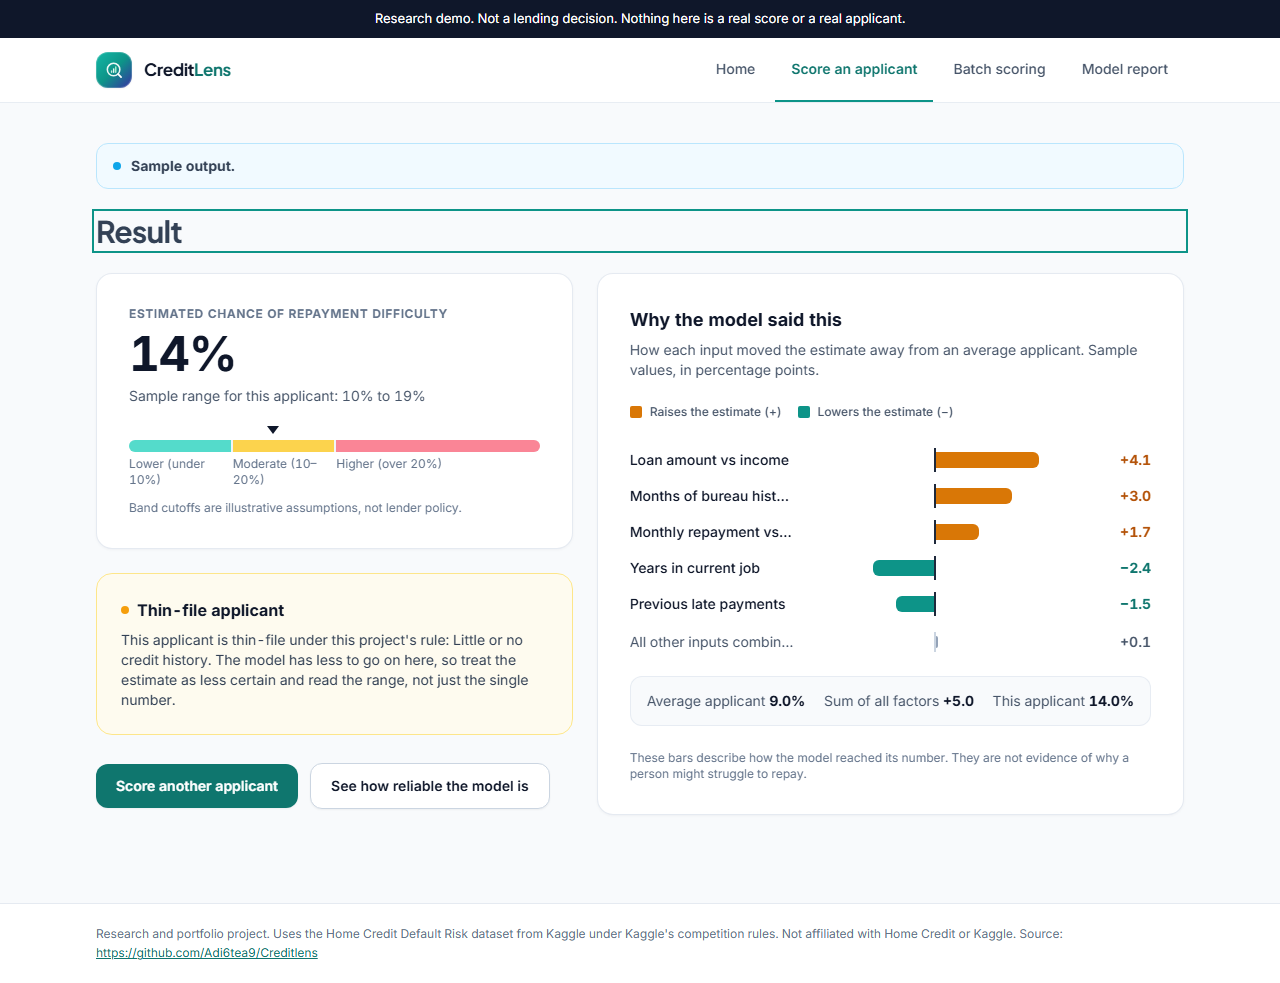 Research demo. Not a lending decision. Nothing here is a real score or a real applicant.
CreditLens
Home
Score an applicant
Batch scoring
Model report
Sample output.
Result
ESTIMATED CHANCE OF REPAYMENT DIFFICULTY
14%
Sample range for this applicant: 10% to 19%
Lower (under
10%)
Moderate (10–
20%)
Higher (over 20%)
Band cutoffs are illustrative assumptions, not lender policy.
Thin-file applicant
This applicant is thin-file under this project's rule: Little or no
credit history. The model has less to go on here, so treat the
estimate as less certain and read the range, not just the single
number.
Score another applicant
See how reliable the model is
Why the model said this
How each input moved the estimate away from an average applicant. Sample
values, in percentage points.
Raises the estimate (+)
Lowers the estimate (−)
Loan amount vs income +4.1
Months of bureau hist... +3.0
Monthly repayment vs... +1.7
Years in current job −2.4
Previous late payments −1.5
All other inputs combin... +0.1
Average applicant 9.0%
Sum of all factors +5.0
This applicant 14.0%
These bars describe how the model reached its number. They are not evidence of why a
person might struggle to repay.
Research and portfolio project. Uses the Home Credit Default Risk dataset from Kaggle under Kaggle's competition rules. Not affiliated with Home Credit or Kaggle. Source:
https://github.com/Adi6tea9/Creditlens